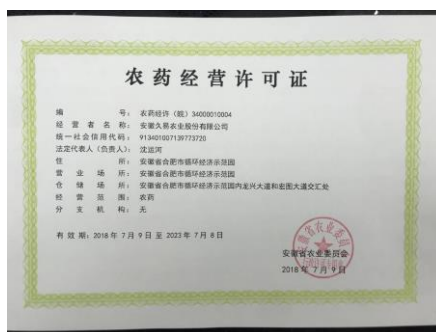 农药经营许可证
编 号：农药经许（皖）34000010004
经 营 者 名 称：安徽久易农业股份有限公司
统一社会信用代码：913401007139773720
法定代表人（负责人）：沈运河
住 所：安徽省合肥市循环经济示范园
营 业 场 所：安徽省合肥市循环经济示范园
仓 储 场 所：安徽省合肥市循环经济示范园内龙兴大道和宏图大道交汇处
经 营 范 围：农药
分 支 机 构：无
有 效 期：2018 年 7 月 9 日 至 2023 年 7 月 8 日
安徽省农业委员会
2018 年 7 月 9 日